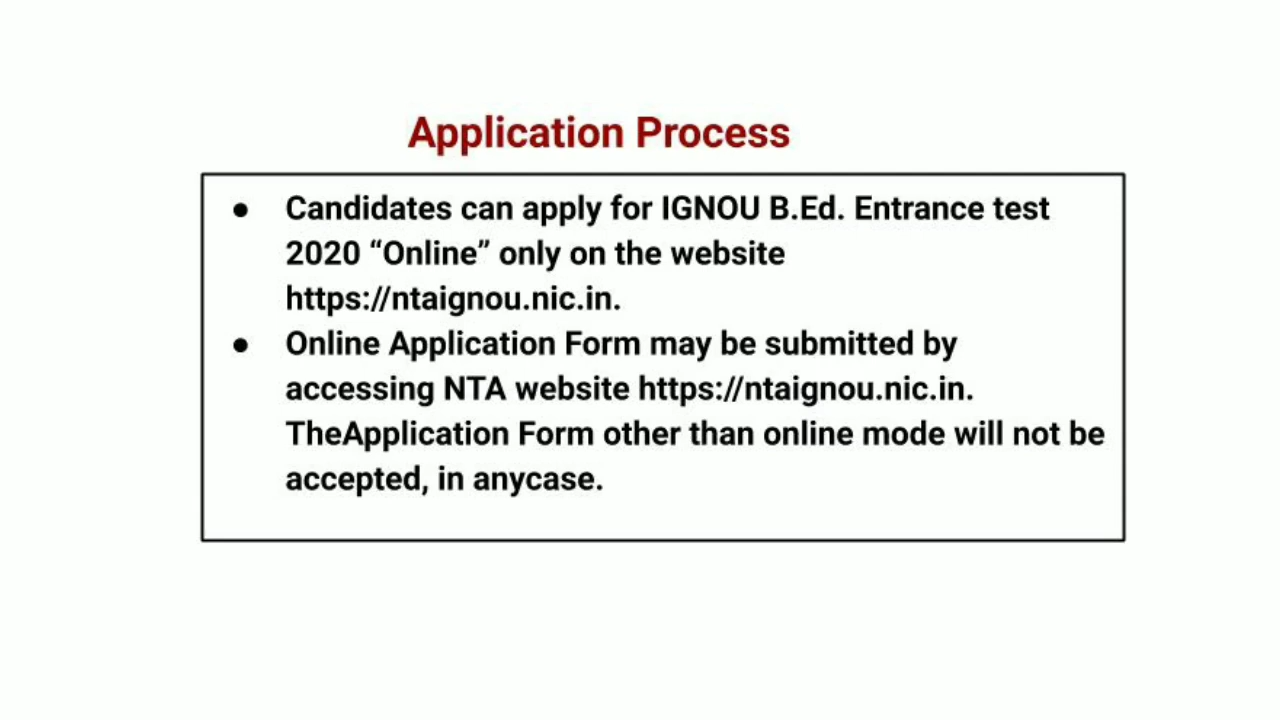 Application Process
● Candidates can apply for IGNOU B.Ed. Entrance test
2020 “Online” only on the website
https://ntaignou.nic.in.
● Online Application Form may be submitted by
accessing NTA website https://ntaignou.nic.in.
TheApplication Form other than online mode will not be
accepted, in anycase.